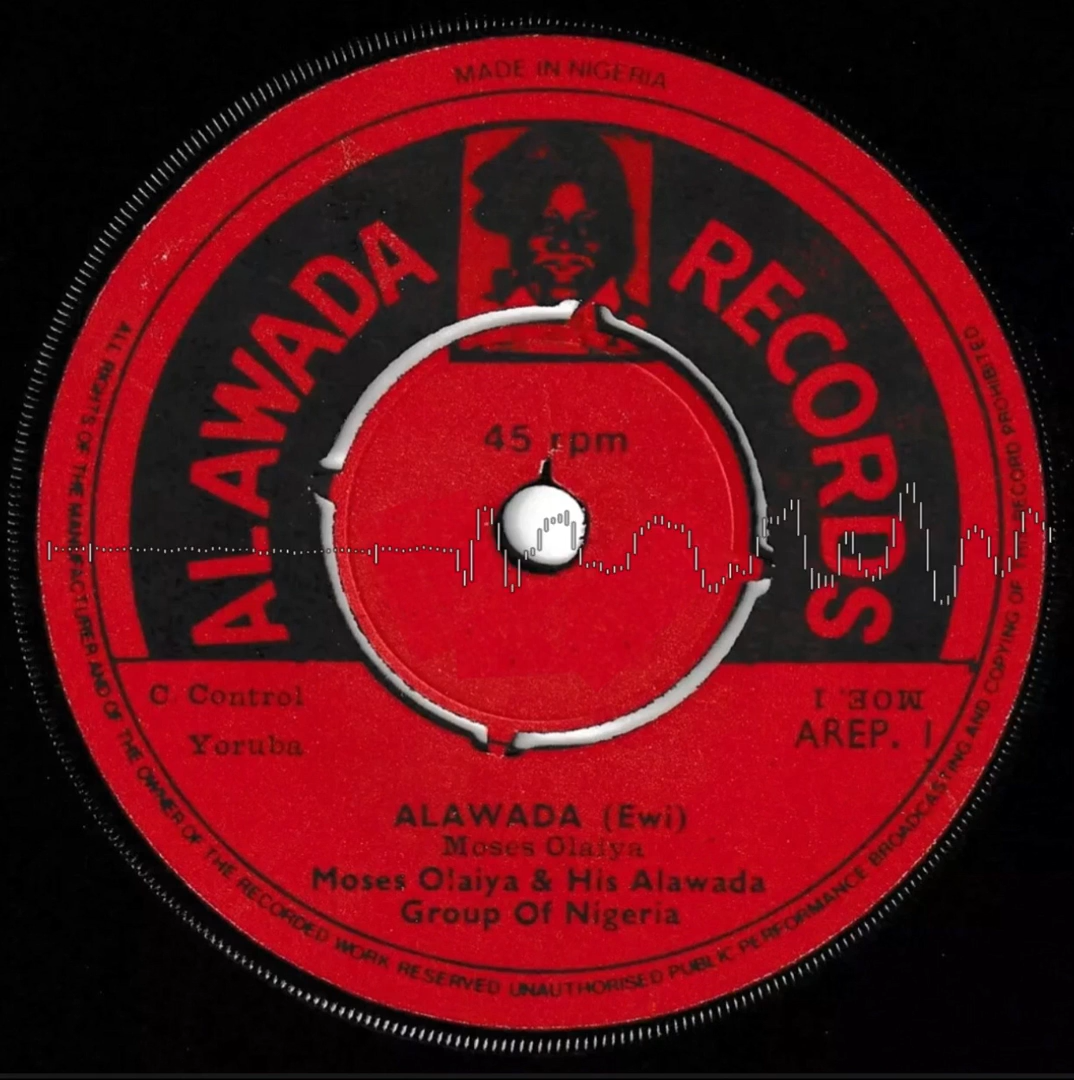 MADE IN NIGERIA
ALAWADA RECORDS
45 rpm
C Control
Yoruba
MOE 1
AREP. 1
ALAWADA (Ewi)
Moses Olaiya
Moses Olaiya & His Alawada
Group Of Nigeria
ALL RIGHTS OF THE MANUFACTURER AND OF THE OWNER OF THE RECORDED WORK RESERVED UNAUTHORISED PUBLIC PERFORMANCE BROADCASTING AND COPYING OF THIS RECORD PROHIBITED